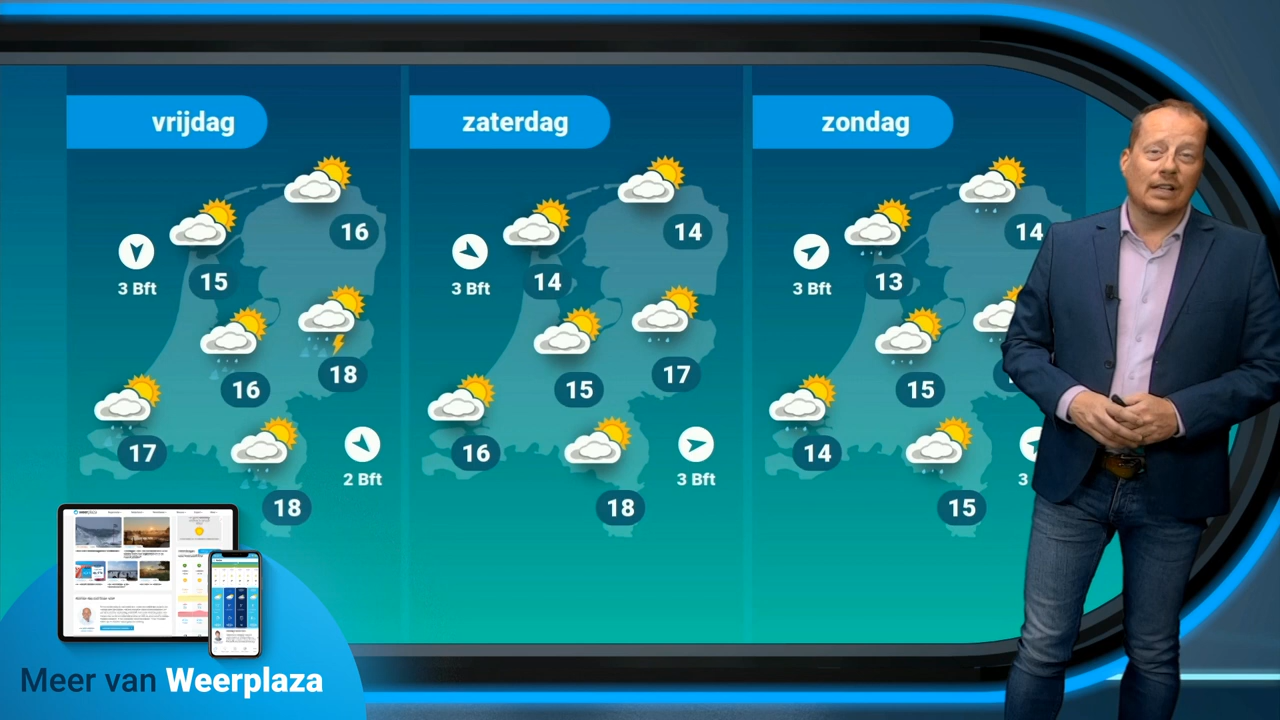 vrijdag
16
3 Bft
15
16
18
17
2 Bft
18
zaterdag
14
3 Bft
14
15
17
16
3 Bft
18
zondag
14
3 Bft
13
15
14
3
15
Meer van Weerplaza